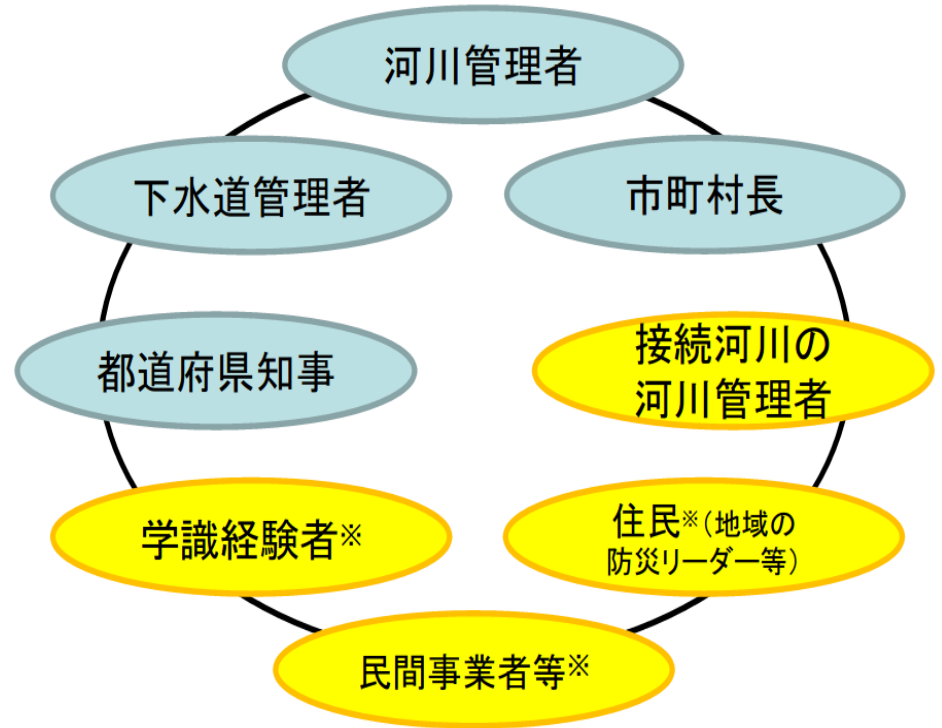 河川管理者
下水道管理者
市町村長
都道府県知事
接続河川の
河川管理者
学識経験者※
住民※(地域の
防災リーダー等)
民間事業者等※